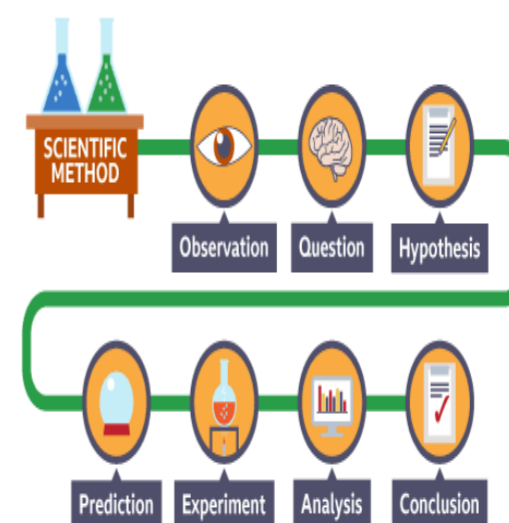 SCIENTIFIC
METHOD
Observation
Question
Hypothesis
Prediction
Experiment
Analysis
Conclusion